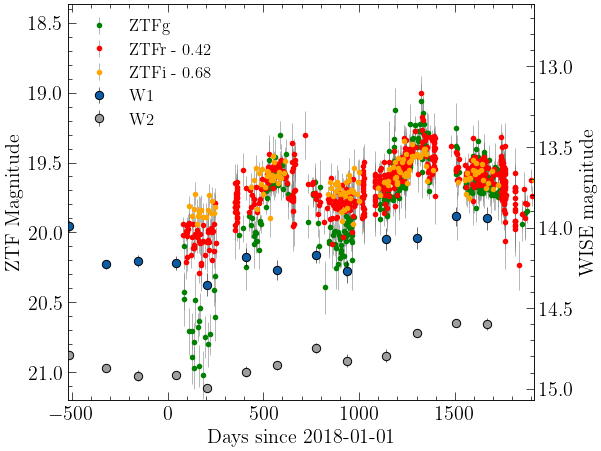 ZTFg
ZTFr - 0.42
ZTFi - 0.68
W1
W2
18.5
19.0
19.5
20.0
20.5
21.0
ZTF Magnitude
13.0
13.5
14.0
14.5
15.0
WISE magnitude
−500
0
500
1000
1500
Days since 2018-01-01